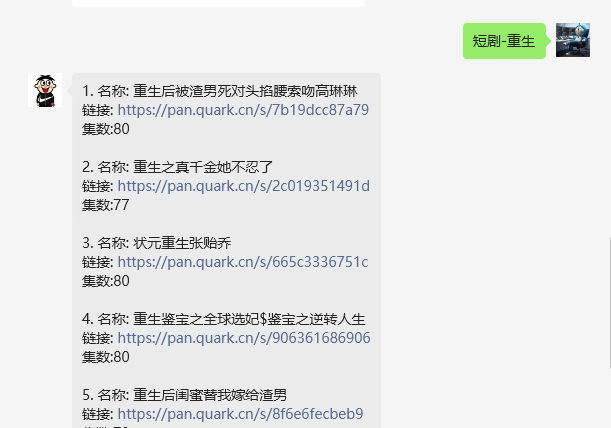 短剧-重生
1. 名称: 重生后被渣男死对头掐腰索吻高琳琳
链接: https://pan.quark.cn/s/7b19dcc87a79
集数:80
2. 名称: 重生之真千金她不忍了
链接: https://pan.quark.cn/s/2c019351491d
集数:77
3. 名称: 状元重生张贻乔
链接: https://pan.quark.cn/s/665c3336751c
集数:80
4. 名称: 重生鉴宝之全球选妃$鉴宝之逆转人生
链接: https://pan.quark.cn/s/906361686906
集数:80
5. 名称: 重生后闺蜜替我嫁给渣男
链接: https://pan.quark.cn/s/8f6e6fecbeb9